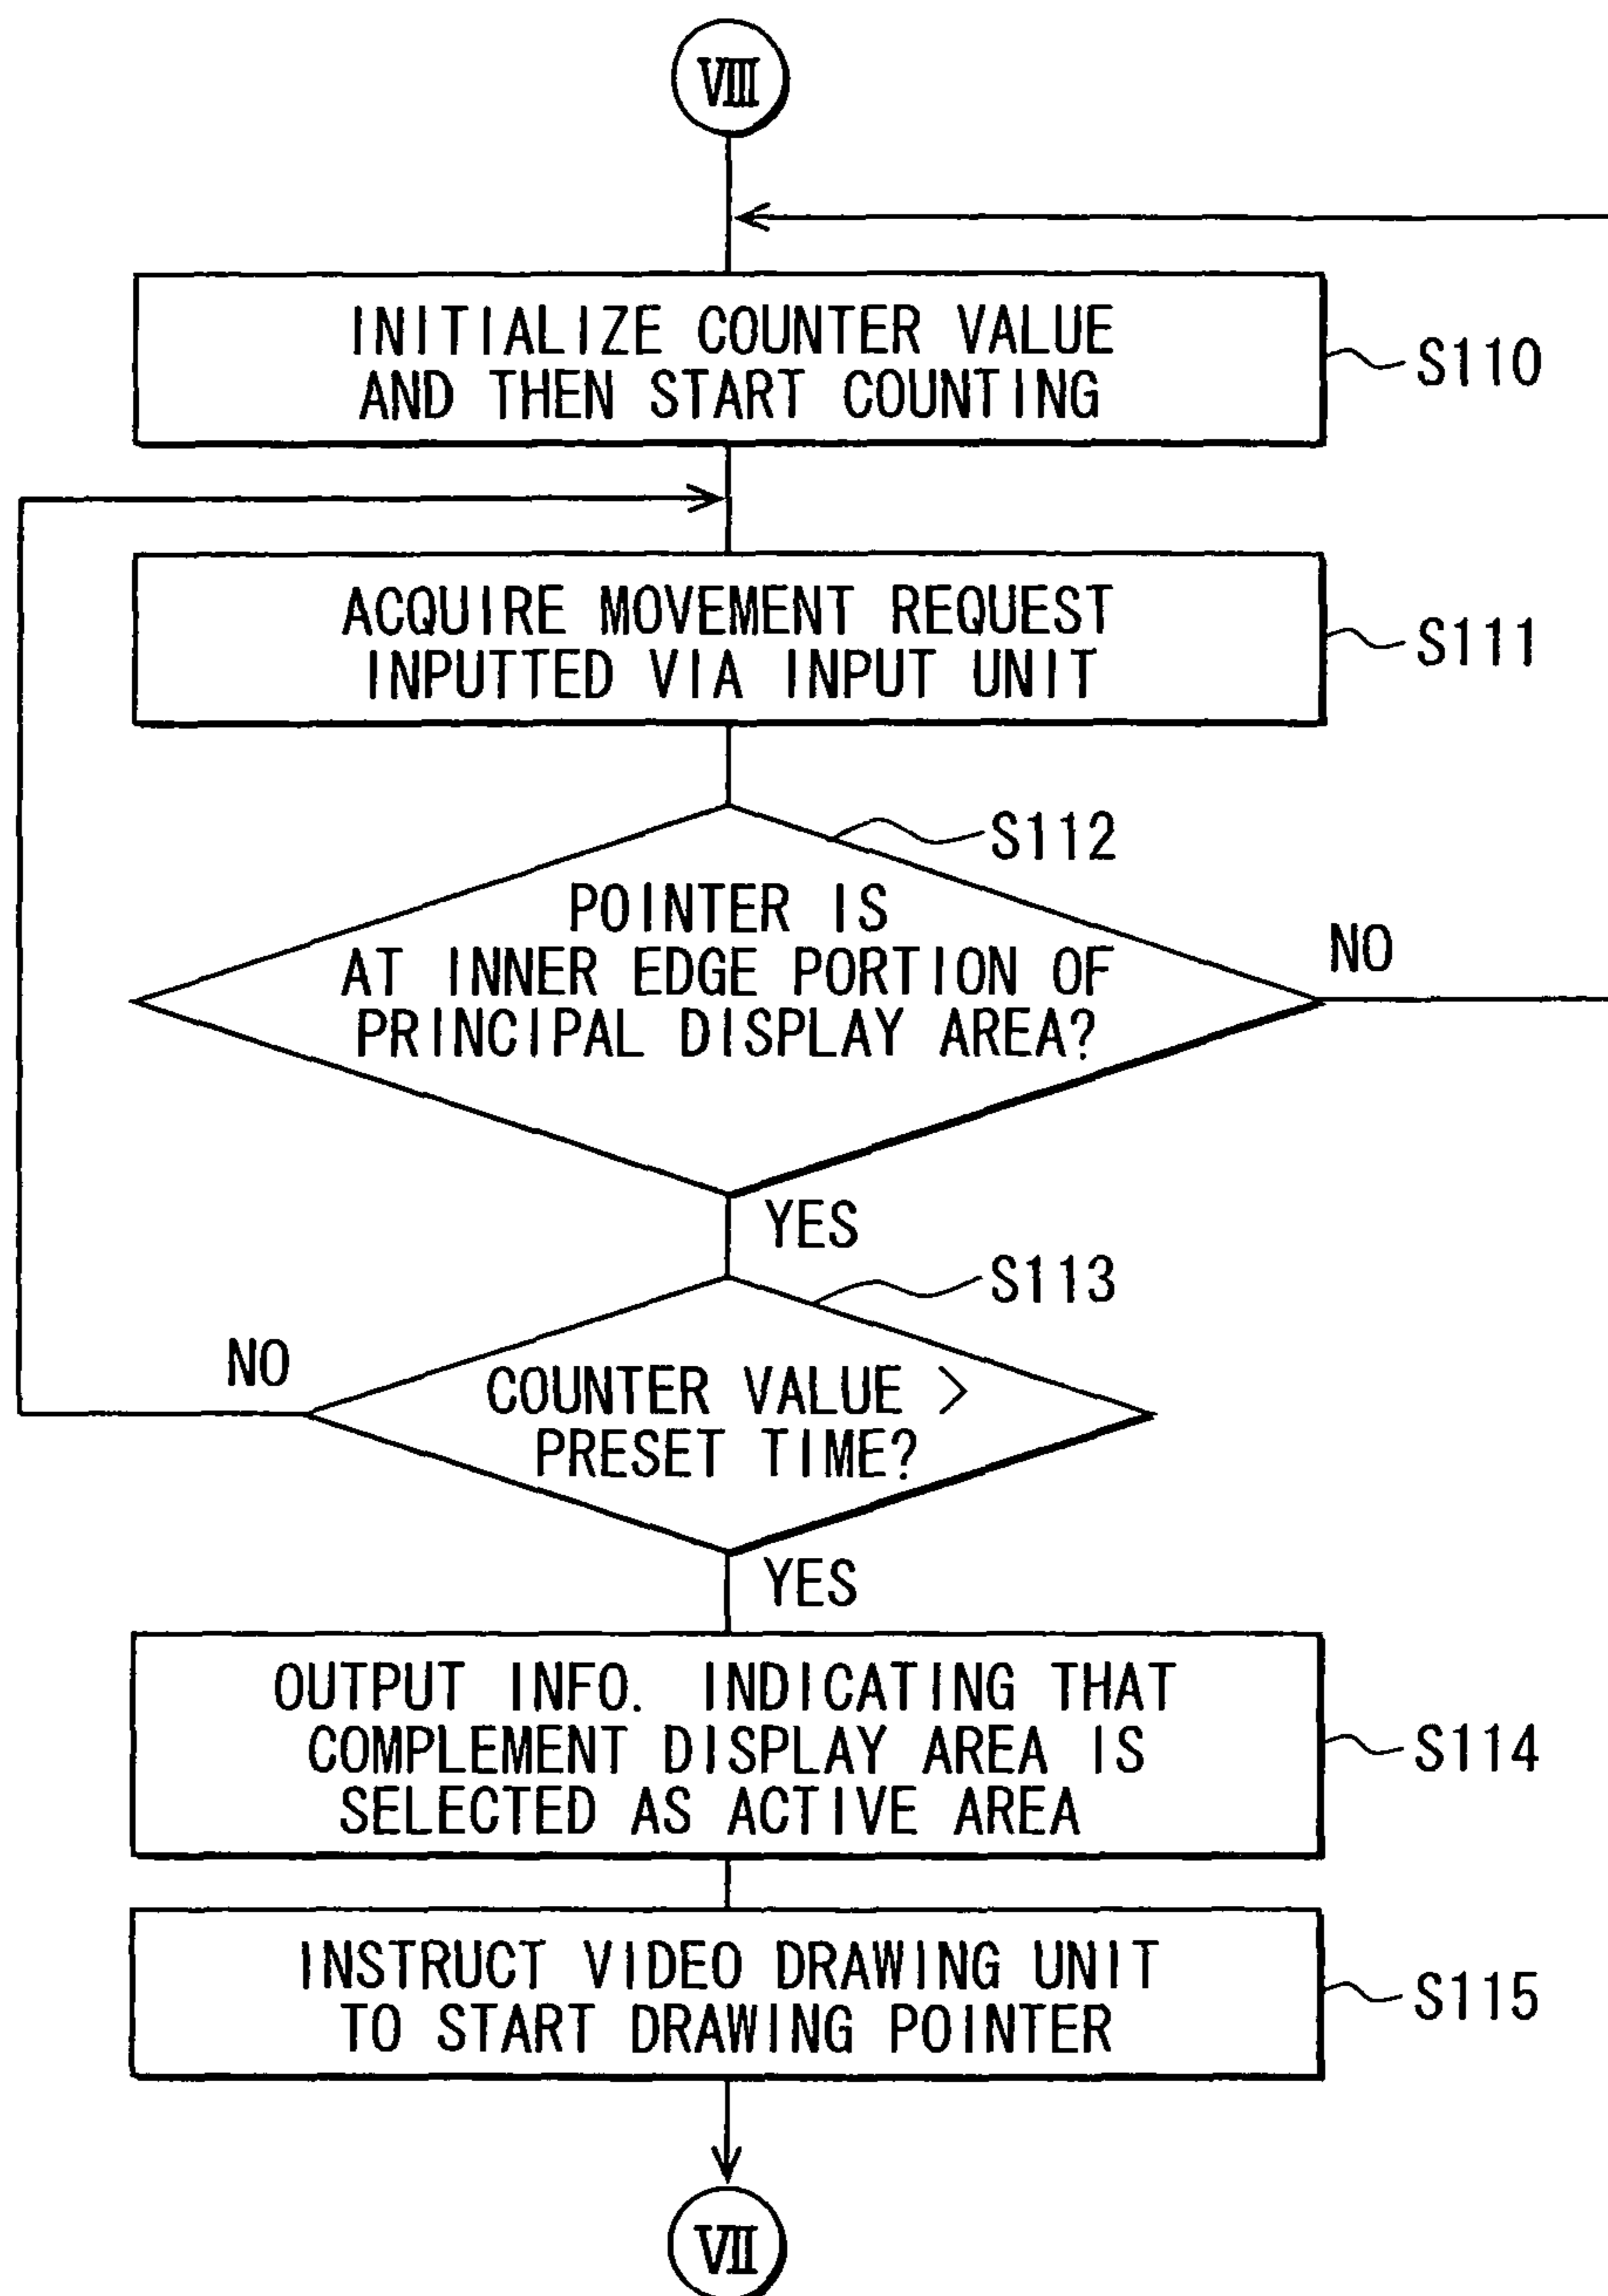 Ⅷ
INITIALIZE COUNTER VALUE
AND THEN START COUNTING
S110
ACQUIRE MOVEMENT REQUEST
INPUTTED VIA INPUT UNIT
S111
S112
POINTER IS
AT INNER EDGE PORTION OF
PRINCIPAL DISPLAY AREA?
NO
YES
S113
NO
COUNTER VALUE >
PRESET TIME?
YES
OUTPUT INFO. INDICATING THAT
COMPLEMENT DISPLAY AREA IS
SELECTED AS ACTIVE AREA
S114
INSTRUCT VIDEO DRAWING UNIT
TO START DRAWING POINTER
S115
Ⅶ